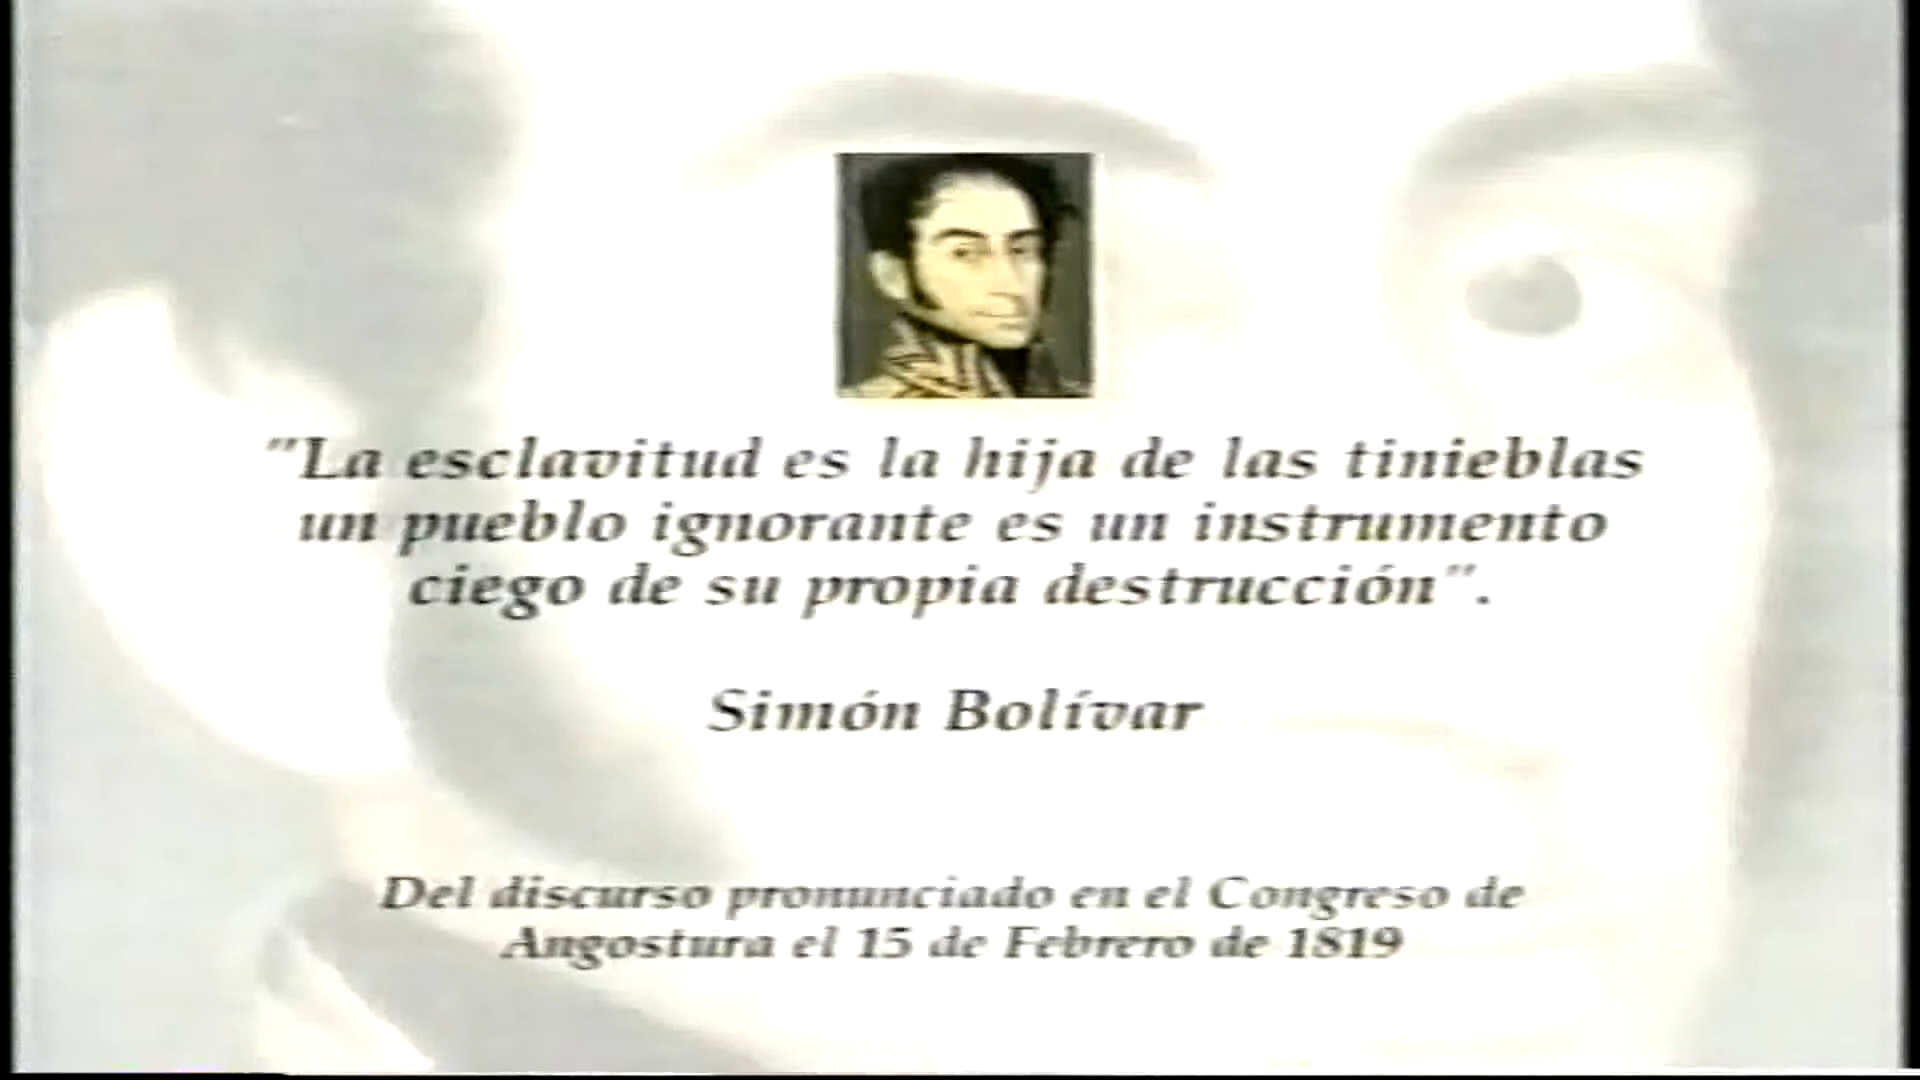 "La esclavitud es la hija de las tinieblas
un pueblo ignorante es un instrumento
ciego de su propia destrucción".
Simón Bolívar
Del discurso pronunciado en el Congreso de
Angostura el 15 de Febrero de 1819